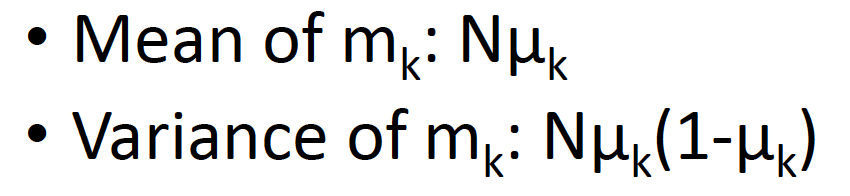 • Mean of mₖ: Nμₖ
• Variance of mₖ: Nμₖ(1-μₖ)